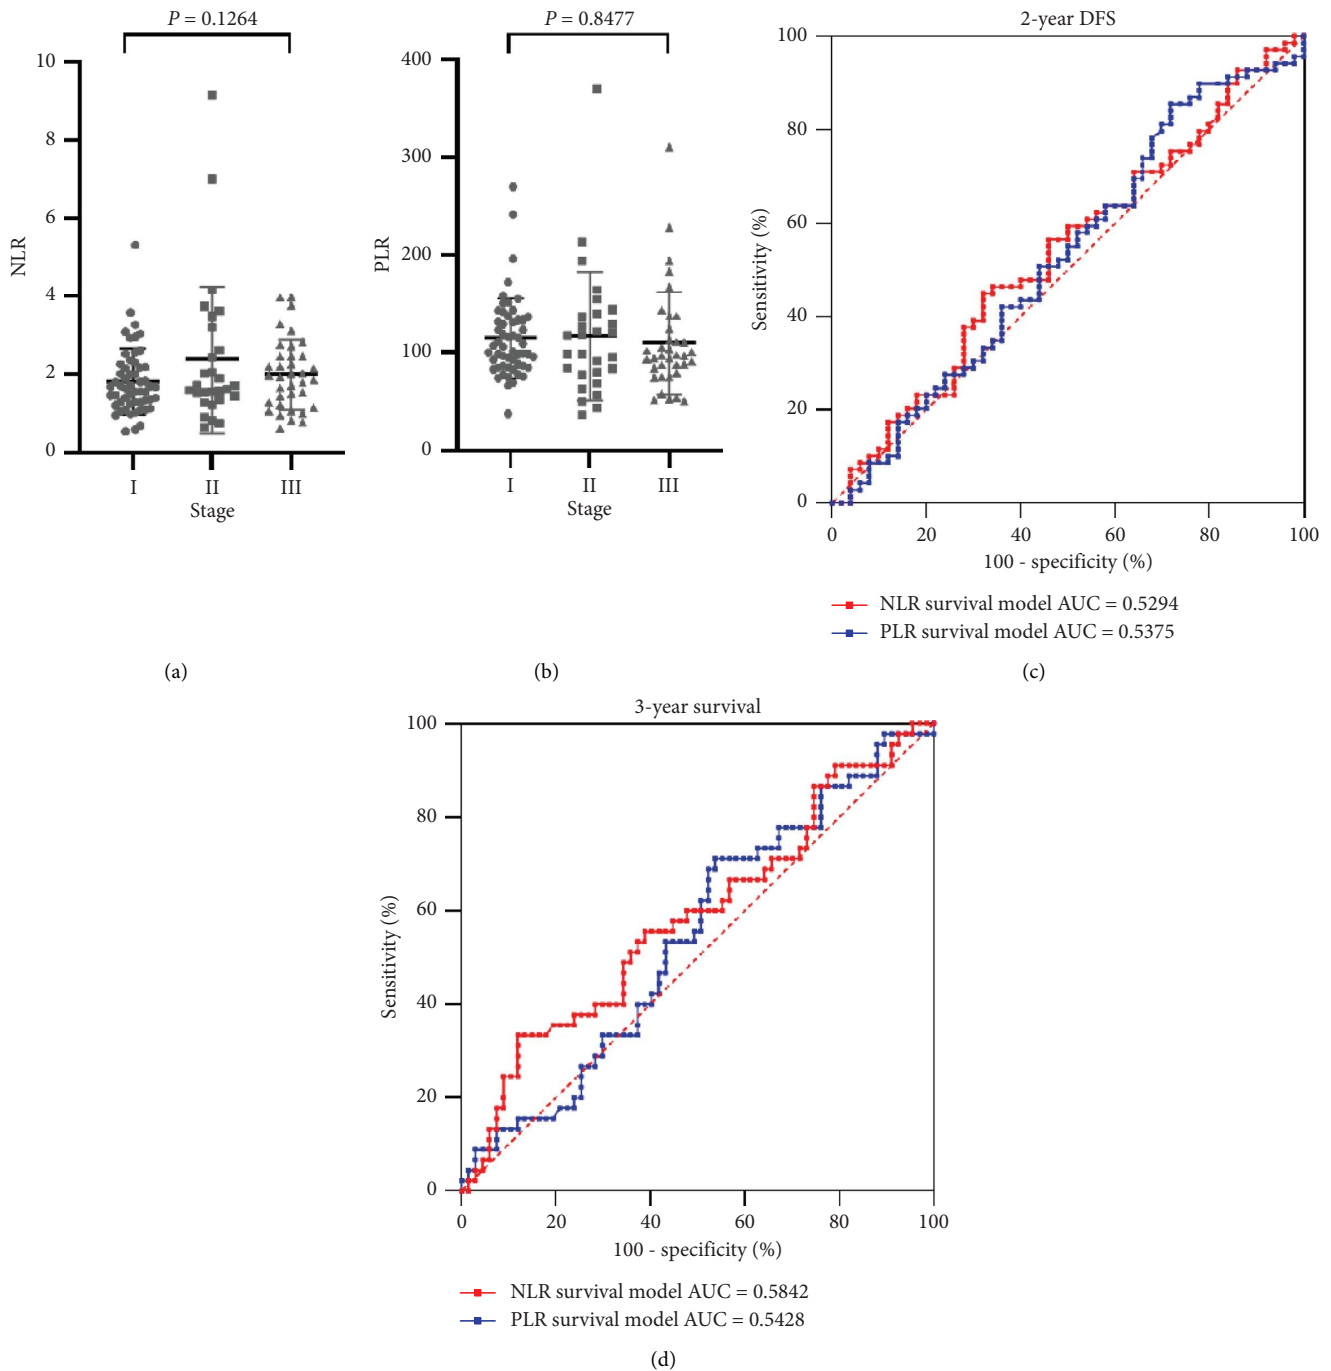 P = 0.1264
10
8
6
4
2
0
NLR
I II III
Stage
(a)
P = 0.8477
400
300
200
100
0
PLR
I II III
Stage
(b)
2-year DFS
100
80
60
40
20
0
Sensitivity (%)
0 20 40 60 80 100
100 - specificity (%)
NLR survival model AUC = 0.5294
PLR survival model AUC = 0.5375
(c)
3-year survival
100
80
60
40
20
0
Sensitivity (%)
0 20 40 60 80 100
100 - specificity (%)
NLR survival model AUC = 0.5842
PLR survival model AUC = 0.5428
(d)